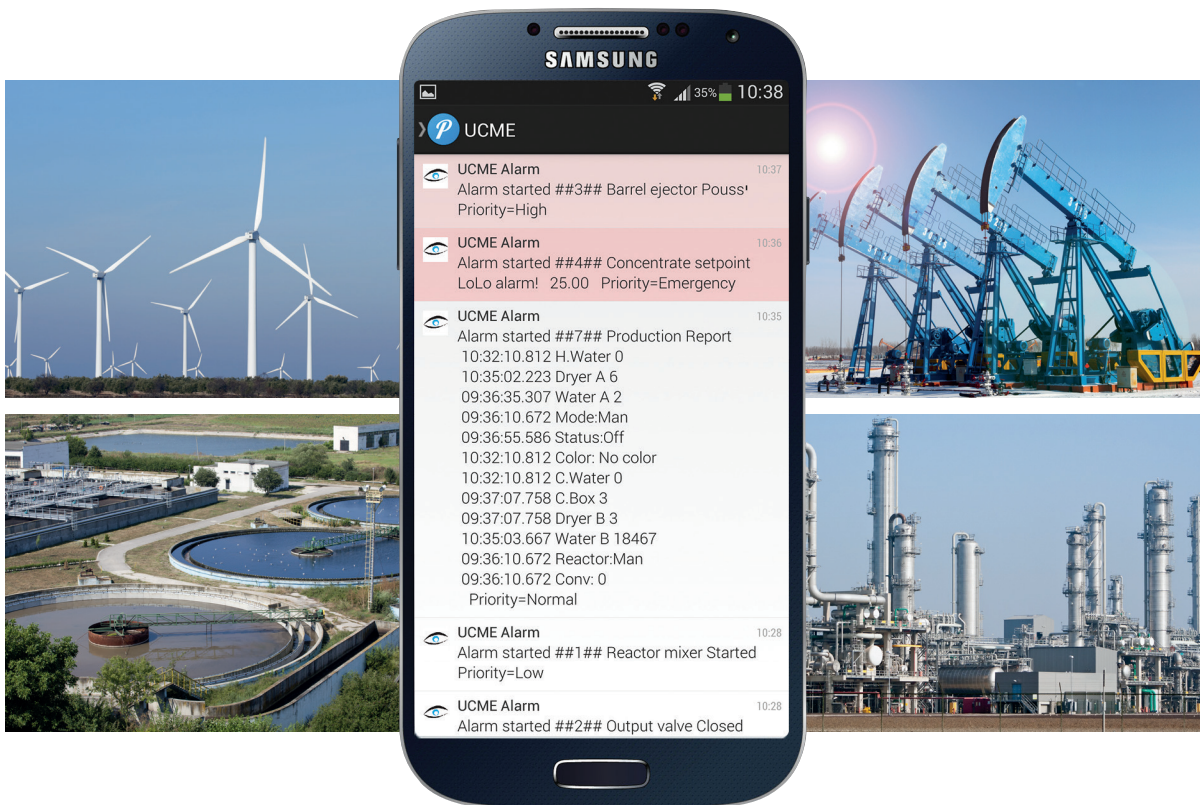 SAMSUNG
35% 10:38
UCME
UCME Alarm 10:37
Alarm started ##3## Barrel ejector Pouss'
Priority=High
UCME Alarm 10:36
Alarm started ##4## Concentrate setpoint
LoLo alarm! 25.00 Priority=Emergency
UCME Alarm 10:35
Alarm started ##7## Production Report
10:32:10.812 H.Water 0
10:35:02.223 Dryer A 6
09:36:35.307 Water A 2
09:36:10.672 Mode:Man
09:36:55.586 Status:Off
10:32:10.812 Color: No color
10:32:10.812 C.Water 0
09:37:07.758 C.Box 3
09:37:07.758 Dryer B 3
10:35:03.667 Water B 18467
09:36:10.672 Reactor:Man
09:36:10.672 Conv: 0
Priority=Normal
UCME Alarm 10:28
Alarm started ##1## Reactor mixer Started
Priority=Low
UCME Alarm 10:28
Alarm started ##2## Output valve Closed